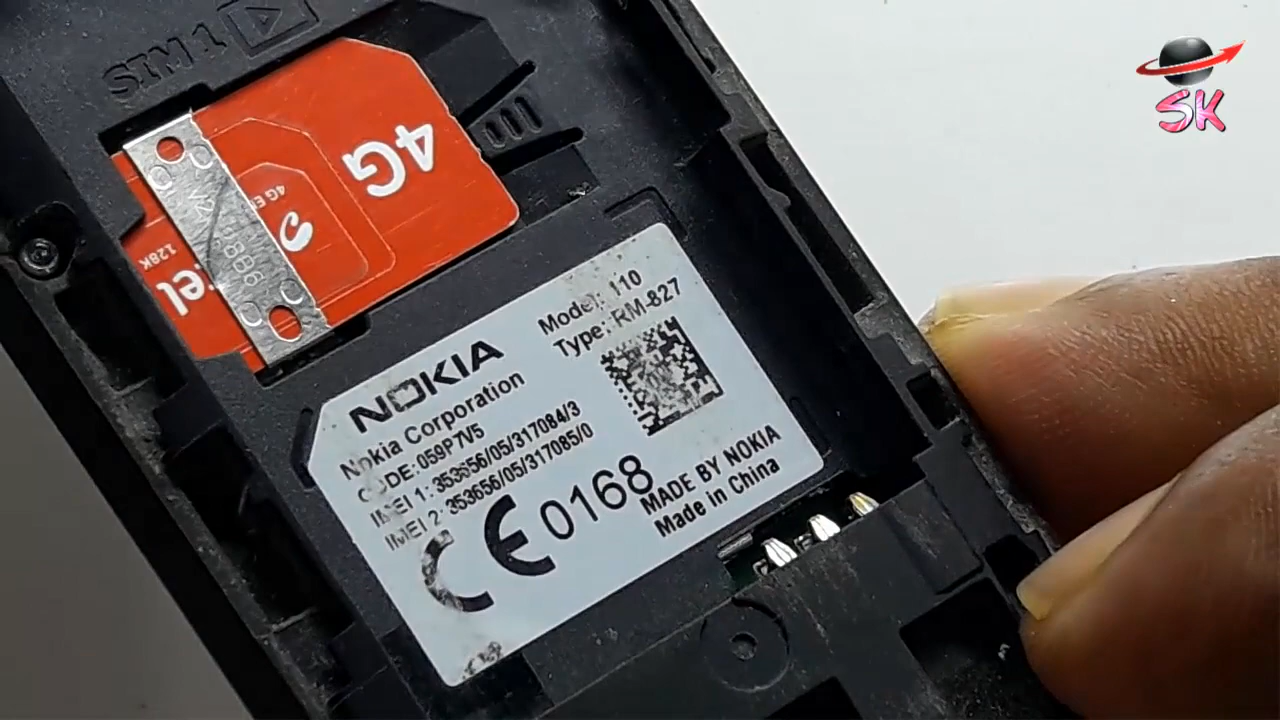 SIM 1
SK
4G
128K
NOKIA
Model: 110
Type: RM-827
Nokia Corporation
CODE: 059P7V5
IMEI 1: 353656/05/317084/3
IMEI 2: 353656/05/317085/0
CE 0168
MADE BY NOKIA
Made in China